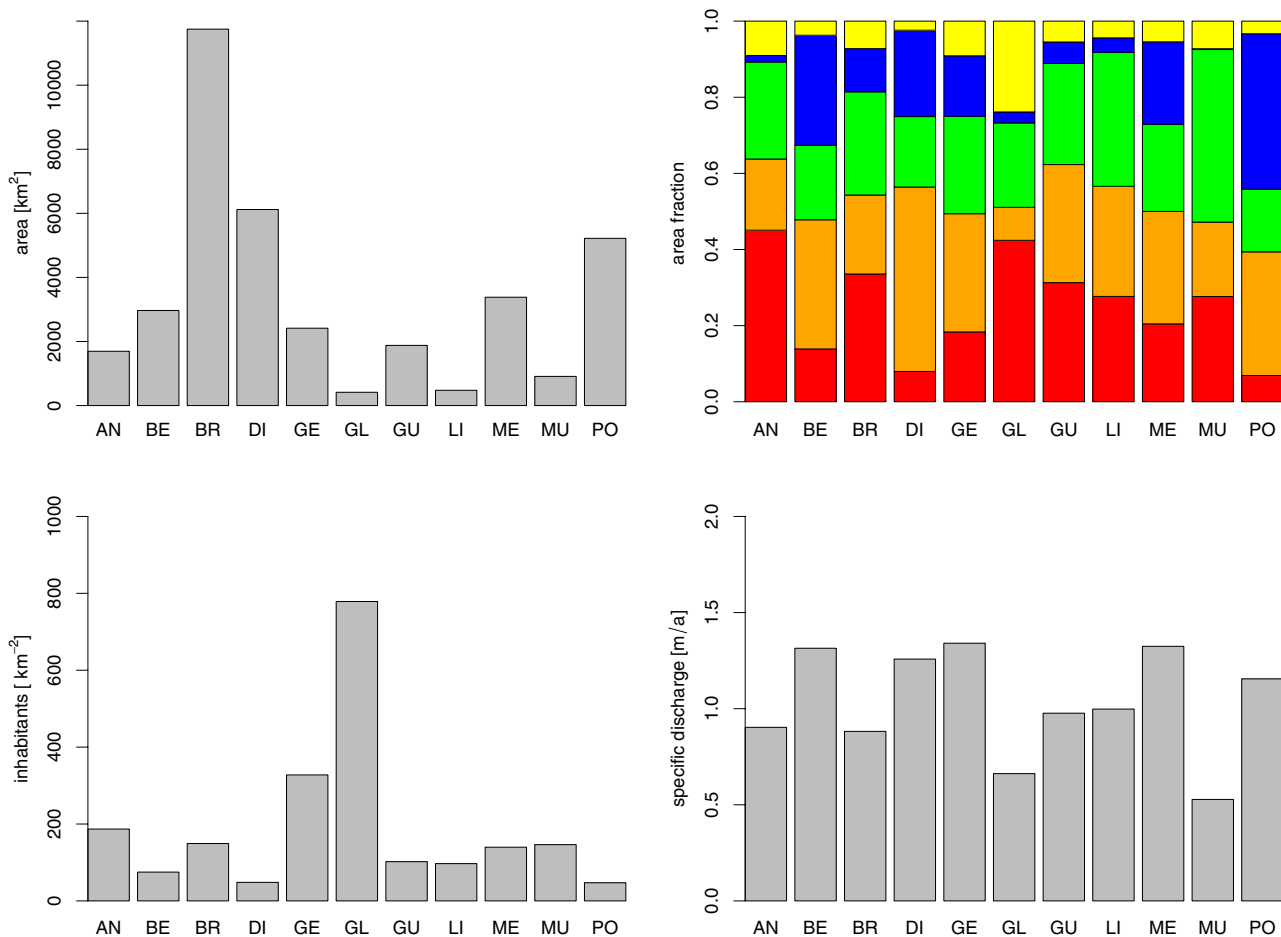 area [km²]
0 2000 4000 6000 8000 10000
AN BE BR DI GE GL GU LI ME MU PO
area fraction
0.0 0.2 0.4 0.6 0.8 1.0
AN BE BR DI GE GL GU LI ME MU PO
inhabitants [ km⁻²]
0 200 400 600 800 1000
AN BE BR DI GE GL GU LI ME MU PO
specific discharge [m/a]
0.0 0.5 1.0 1.5 2.0
AN BE BR DI GE GL GU LI ME MU PO